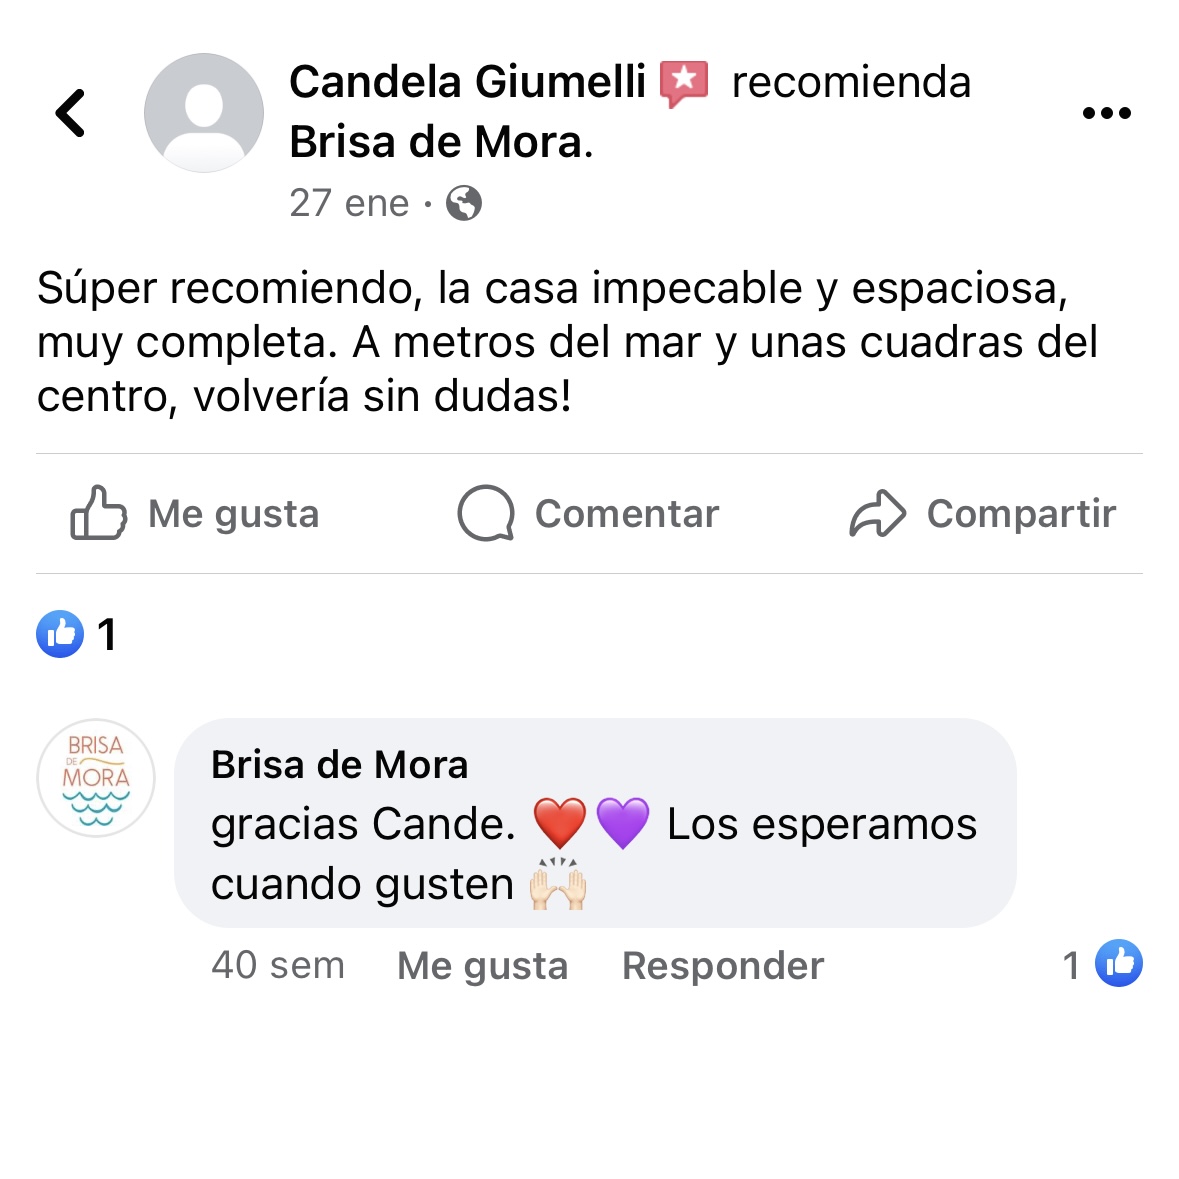 Candela Giumelli recomienda
Brisa de Mora.
27 ene ·
Súper recomiendo, la casa impecable y espaciosa,
muy completa. A metros del mar y unas cuadras del
centro, volvería sin dudas!
Me gusta Comentar Compartir
1
BRISA
DE
MORA
Brisa de Mora
gracias Cande. ❤️💜 Los esperamos
cuando gusten 🙌🏻
40 sem Me gusta Responder 1